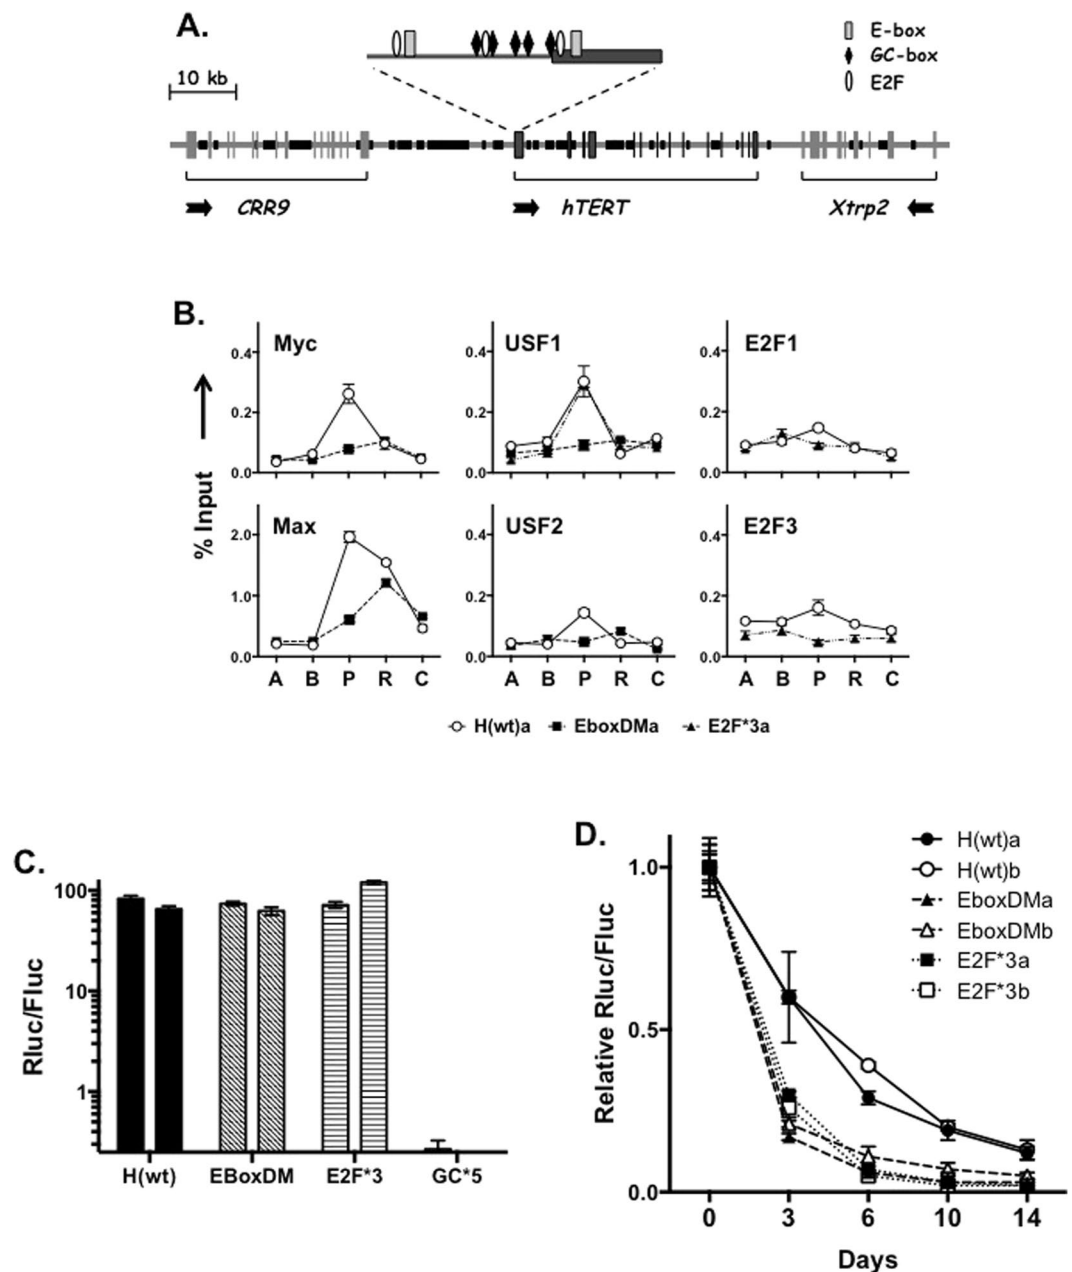 A.
E-box
GC-box
E2F
10 kb
CRR9
hTERT
Xtrp2
B.
% Input
Myc
0.4
0.2
0.0
USF1
0.4
0.2
0.0
E2F1
0.4
0.2
0.0
Max
2.0
1.0
0.0
A B P R C
USF2
0.4
0.2
0.0
A B P R C
E2F3
0.4
0.2
0.0
A B P R C
H(wt)a EboxDMa E2F*3a
C.
Rluc/Fluc
100
10
1
H(wt) EBoxDM E2F*3 GC*5
D.
Relative Rluc/Fluc
1.0
0.5
0.0
H(wt)a
H(wt)b
EboxDMa
EboxDMb
E2F*3a
E2F*3b
0 3 6 10 14
Days